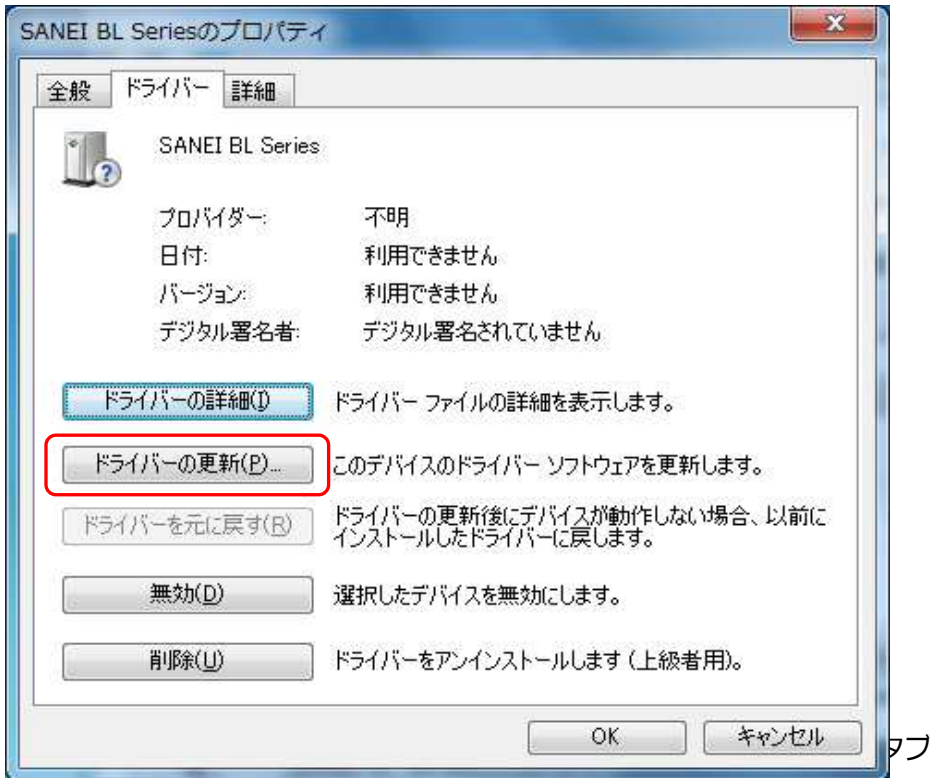 SANEI BL Seriesのプロパティ
全般 ドライバー 詳細
SANEI BL Series
プロバイダー: 不明
日付: 利用できません
バージョン: 利用できません
デジタル署名者: デジタル署名されていません
ドライバーの詳細(I) ドライバー ファイルの詳細を表示します。
ドライバーの更新(P)... このデバイスのドライバー ソフトウェアを更新します。
ドライバーを元に戻す(R) ドライバーの更新後にデバイスが動作しない場合、以前に
インストールしたドライバーに戻します。
無効(D) 選択したデバイスを無効にします。
削除(U) ドライバーをアンインストールします (上級者用)。
OK キャンセル
タブ